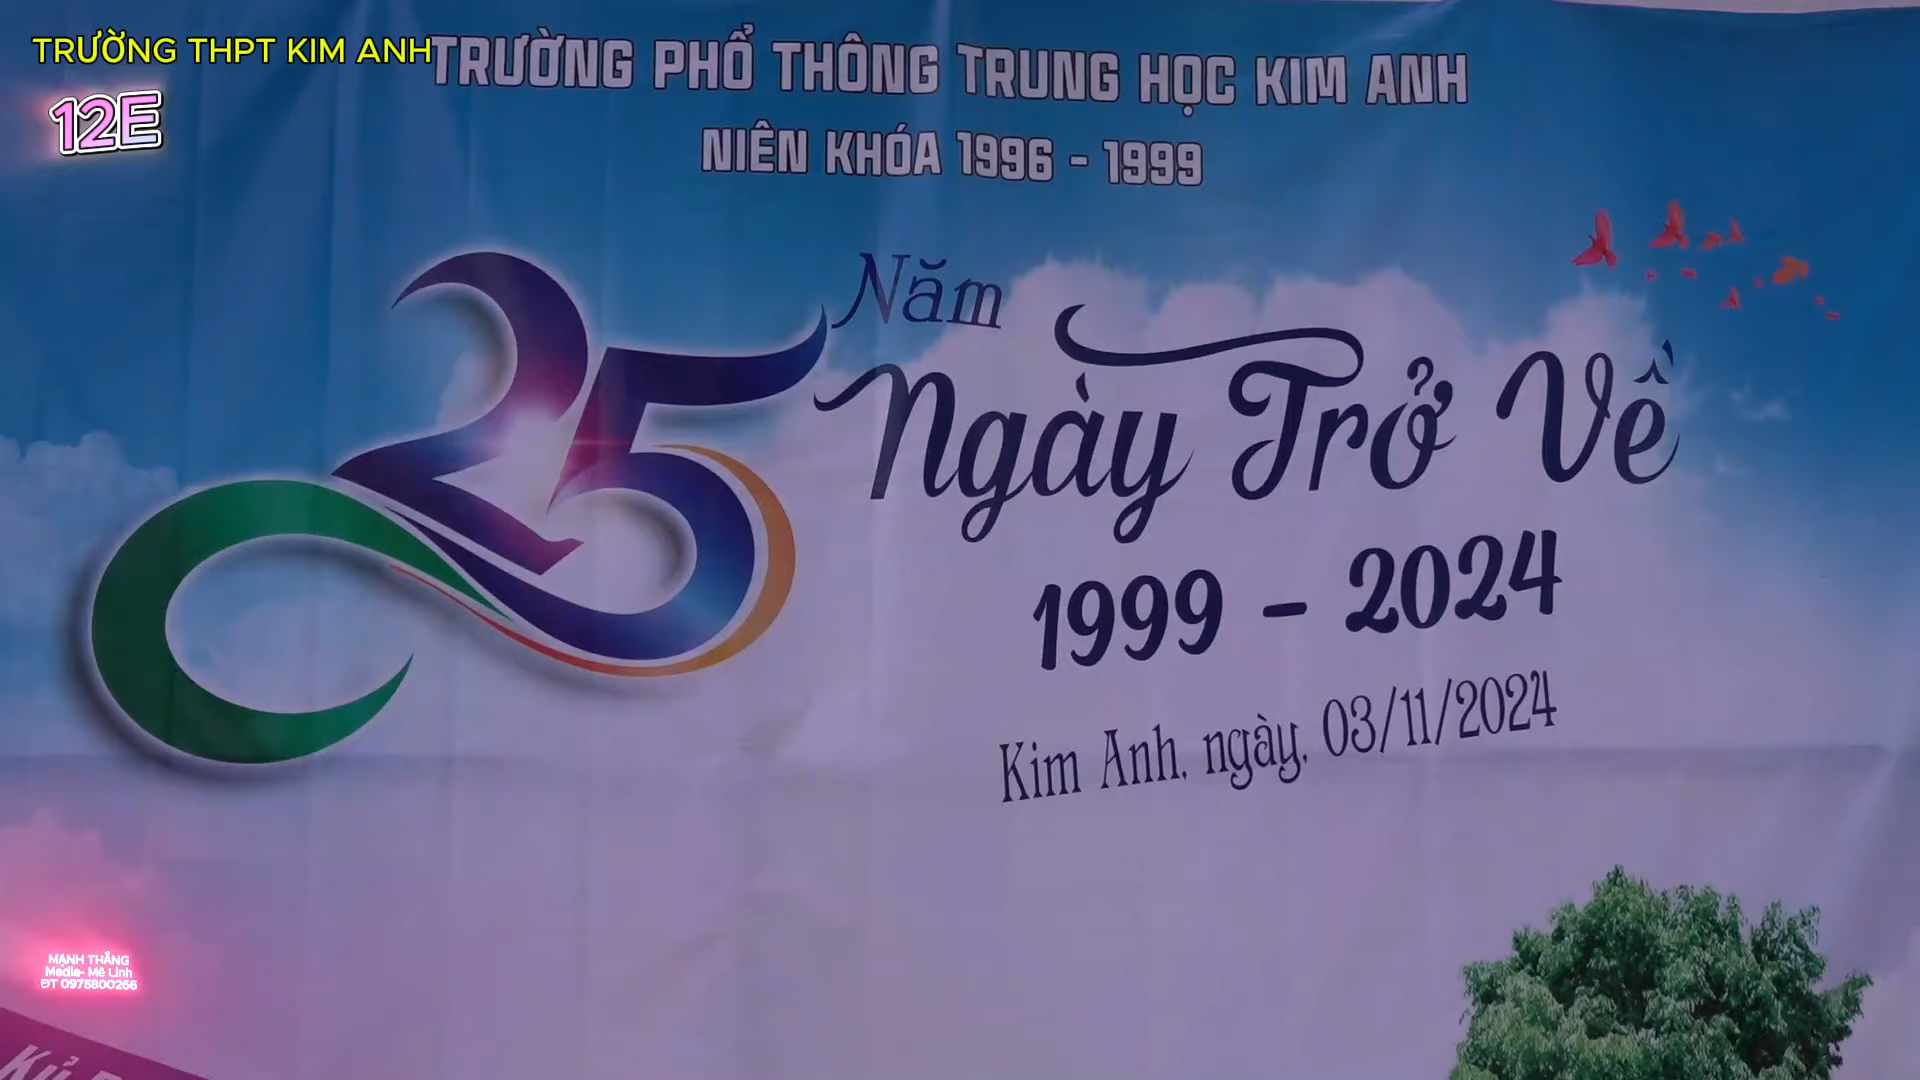 TRƯỜNG THPT KIM ANH
12E
TRƯỜNG PHỔ THÔNG TRUNG HỌC KIM ANH
NIÊN KHÓA 1996 - 1999
25 Năm
Ngày Trở Về
1999 - 2024
Kim Anh, ngày, 03/11/2024
MẠNH THẮNG
Media- Mê Linh
ĐT 0975800266